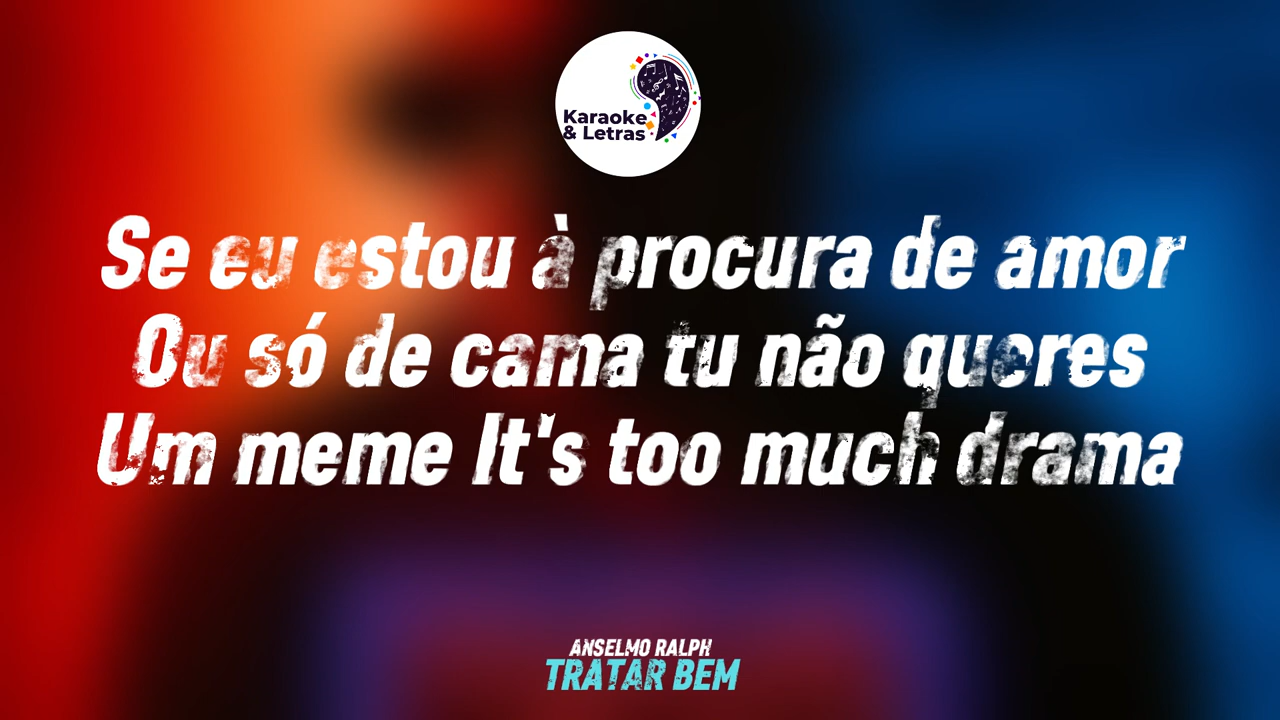 Karaoke
& Letras
Se eu estou à procura de amor
Ou só de cama tu não queres
Um meme It's too much drama
ANSELMO RALPH
TRATAR BEM